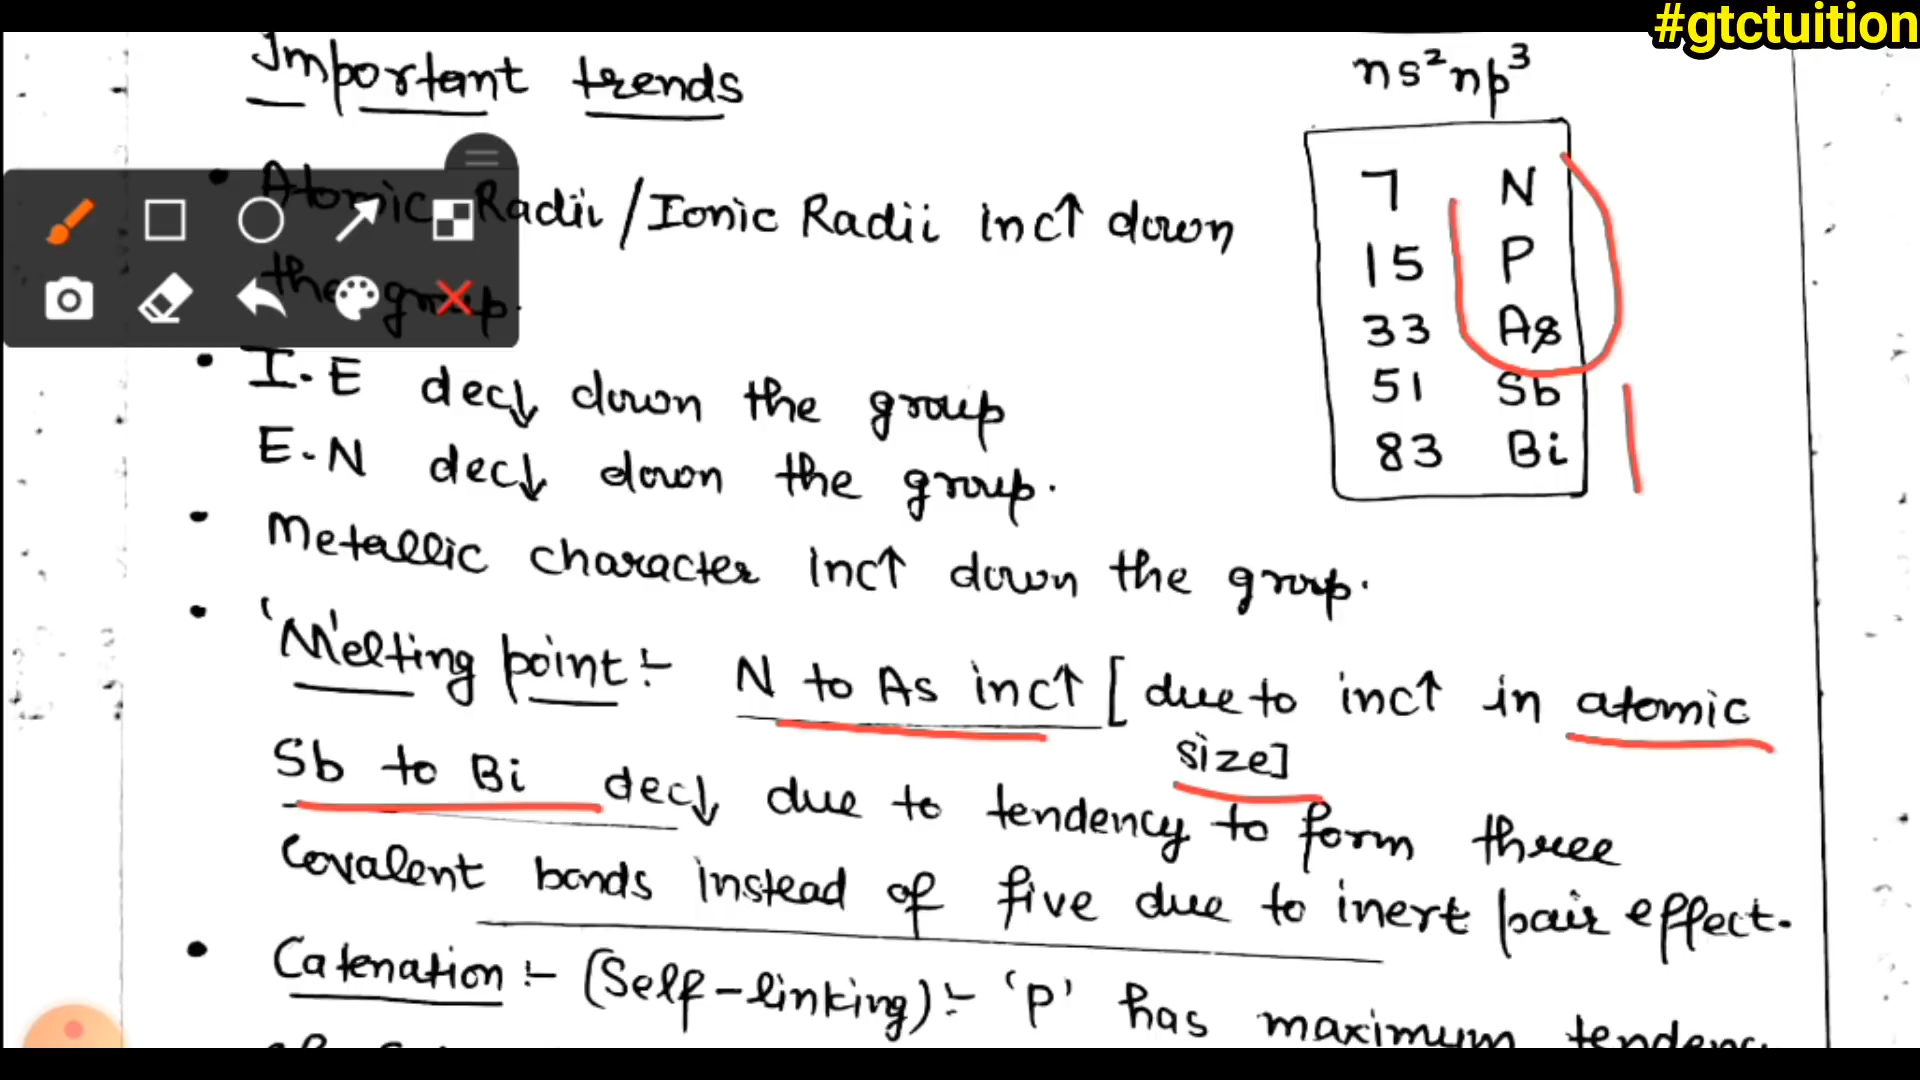 #gtctuition
Important trends
ns²np³
• Atomic Radii / Ionic Radii inc↑ down
the group.
7 N
15 P
33 As
51 Sb
83 Bi
• I.E dec↓ down the group
E.N dec↓ down the group.
• Metallic character inc↑ down the group.
• 'Melting point :- N to As inc↑ [due to inc↑ in atomic
size]
Sb to Bi dec↓ due to tendency to form three
covalent bonds instead of five due to inert pair effect.
• Catenation :- (Self-linking) :- 'P' has maximum